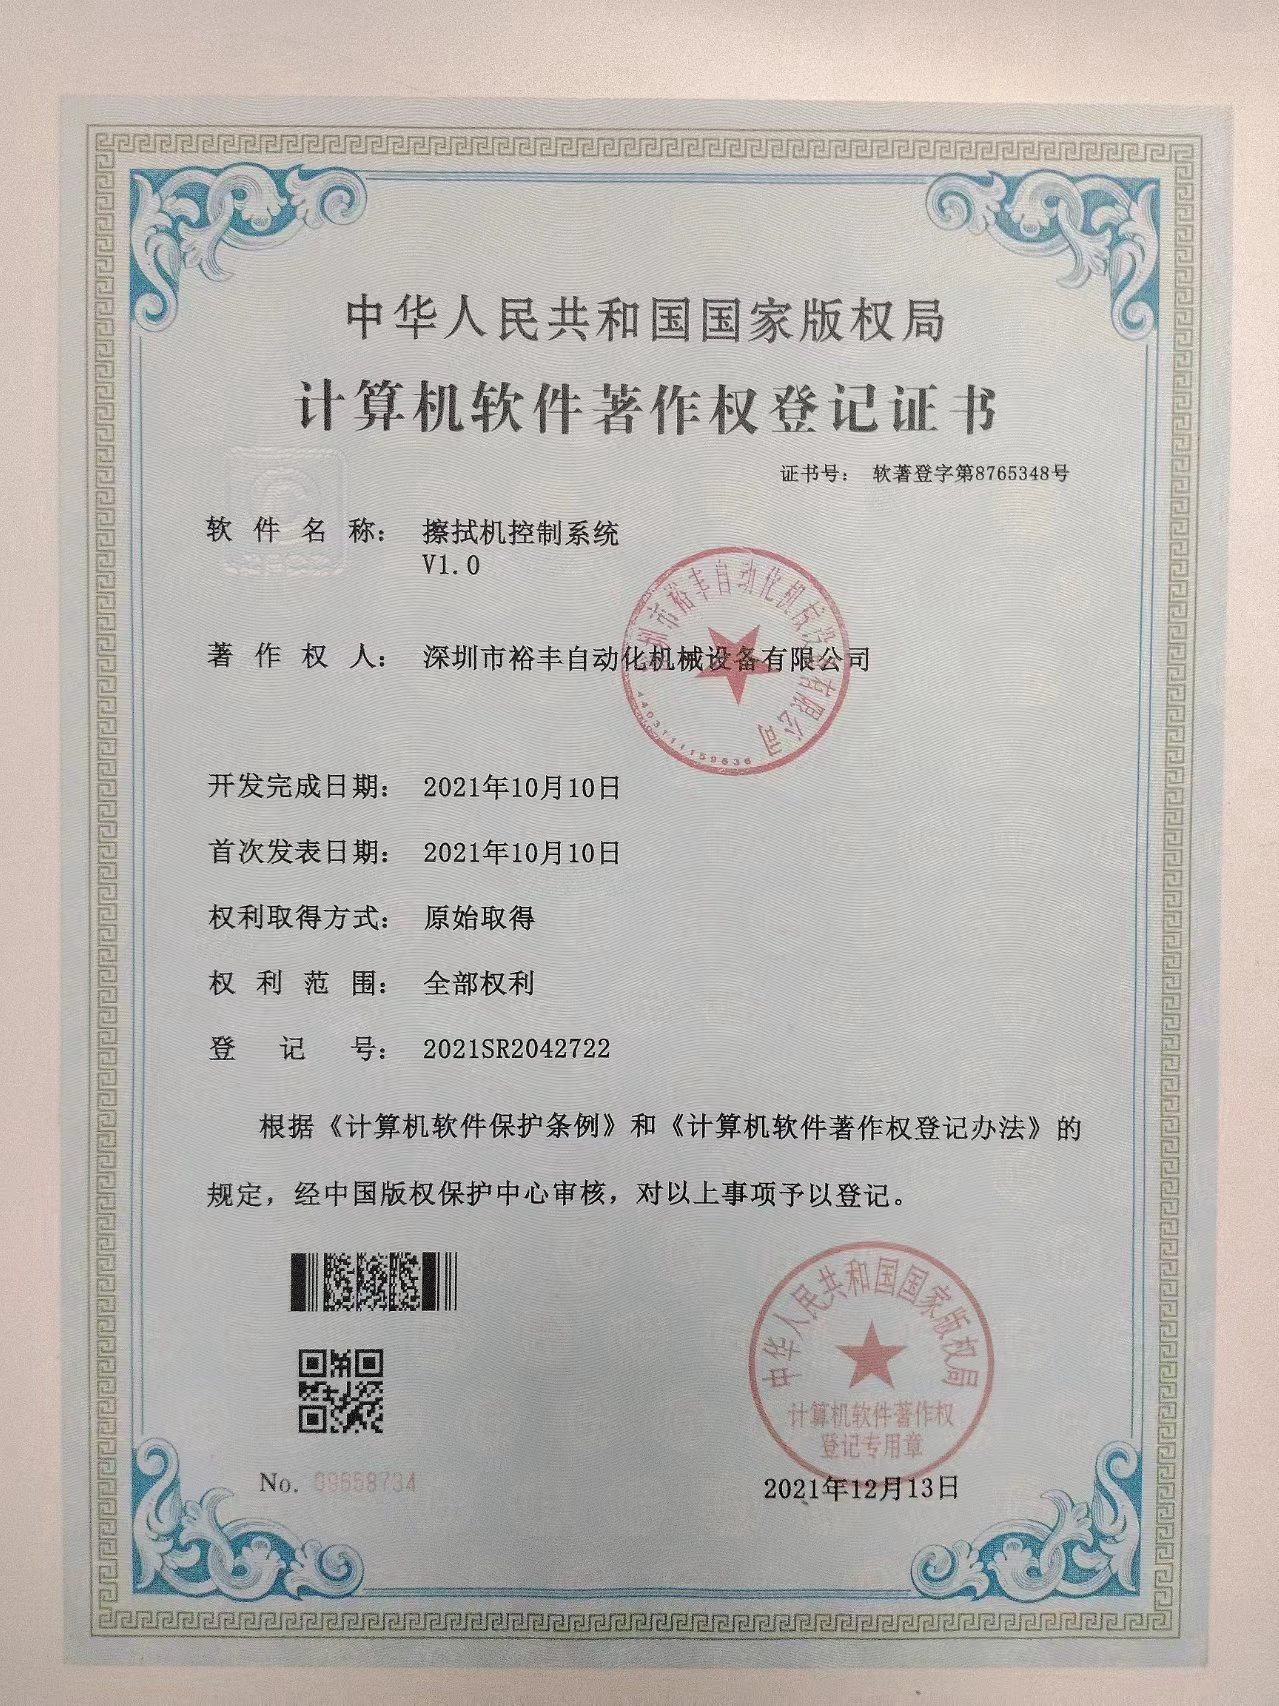 中华人民共和国国家版权局
计算机软件著作权登记证书
证书号： 软著登字第8765348号
软件名称： 擦拭机控制系统
V1.0
著作权人： 深圳市裕丰自动化机械设备有限公司
开发完成日期： 2021年10月10日
首次发表日期： 2021年10月10日
权利取得方式： 原始取得
权利范围： 全部权利
登记号： 2021SR2042722
根据《计算机软件保护条例》和《计算机软件著作权登记办法》的
规定，经中国版权保护中心审核，对以上事项予以登记。
中华人民共和国国家版权局
计算机软件著作权
登记专用章
No.
2021年12月13日